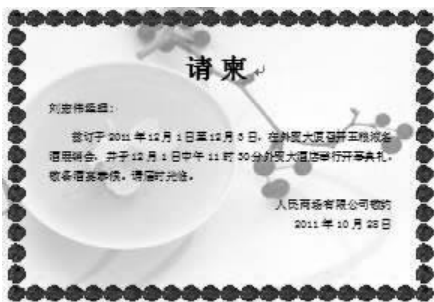 请柬
刘志伟经理:
兹订于 2011 年 12 月 1 日至 12 月 3 日,在外贸大厦召开五粮液名
酒展销会,并于 12 月 1 日中午 11 时 30 分外贸大酒店举行开幕典礼。
敬备酒宴恭候。请届时光临。
人民商场有限公司敬约
2011 年 10 月 28 日